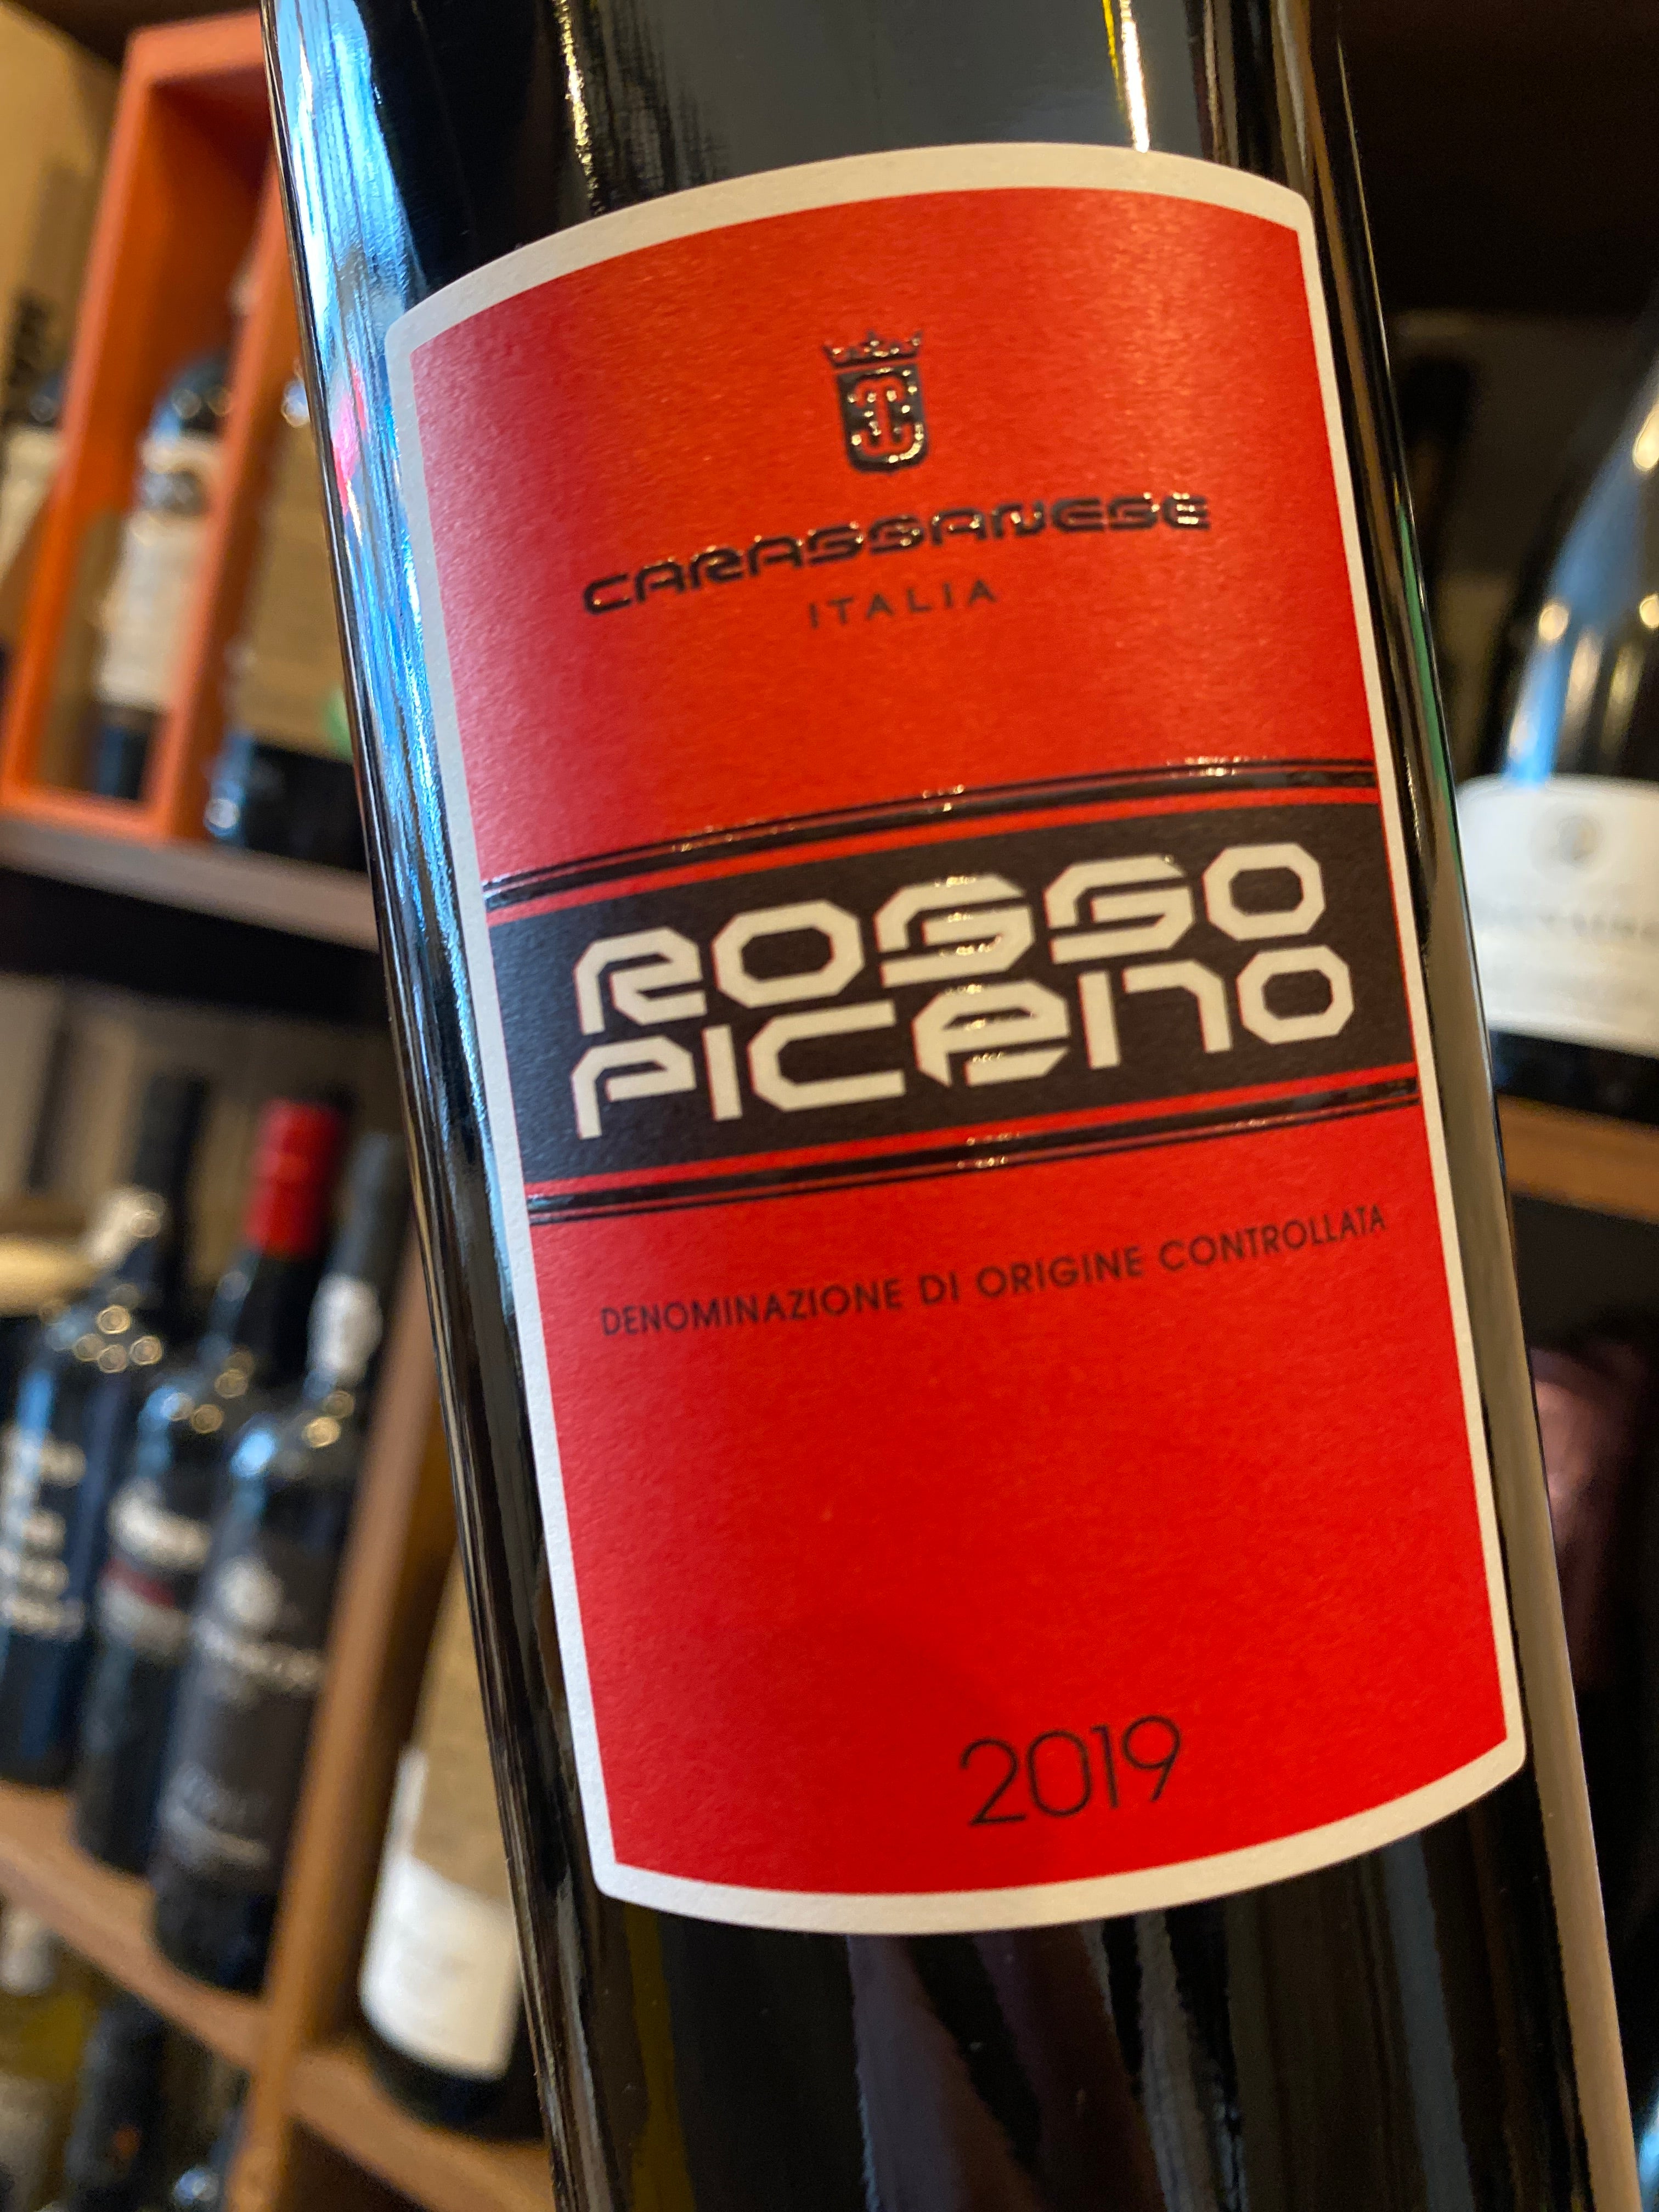 CARASSANESE
ITALIA
ROSSO
PICENO
DENOMINAZIONE DI ORIGINE CONTROLLATA
2019